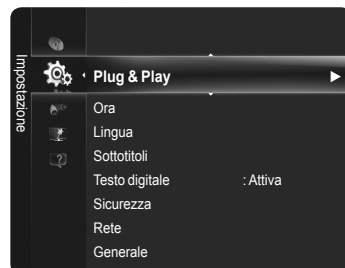 Impostazione
Plug & Play
Ora
Lingua
Sottotitoli
Testo digitale : Attiva
Sicurezza
Rete
Generale